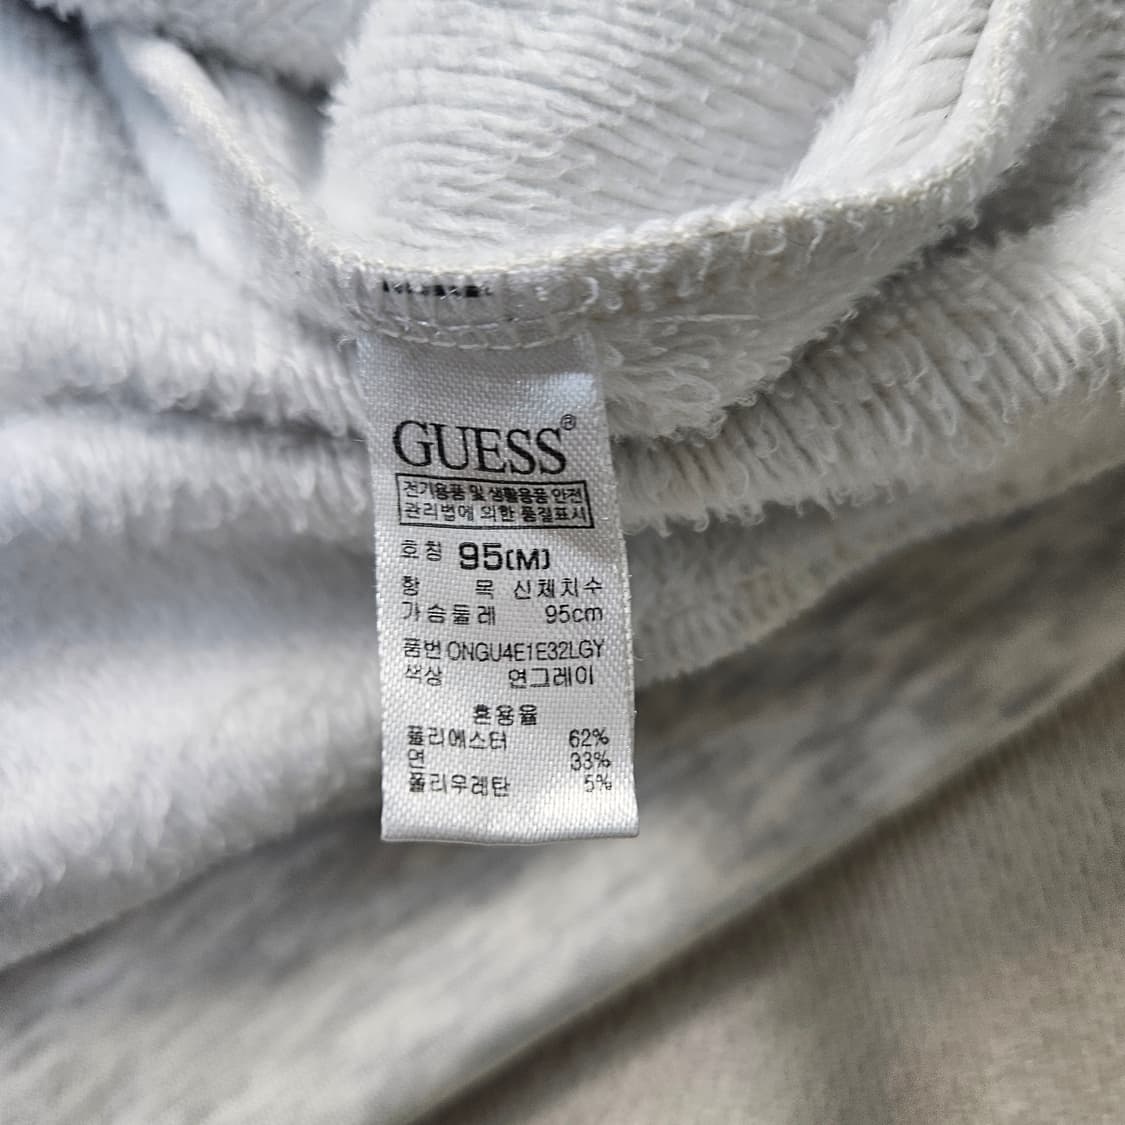 GUESS®
전기용품 및 생활용품 안전
관리법에 의한 품질표시
호칭 95(M)
항 목 신체치수
가슴둘레 95cm
품번 ONGU4E1E32LGY
색상 연그레이
혼용율
폴리에스터 62%
면 33%
폴리우레탄 5%